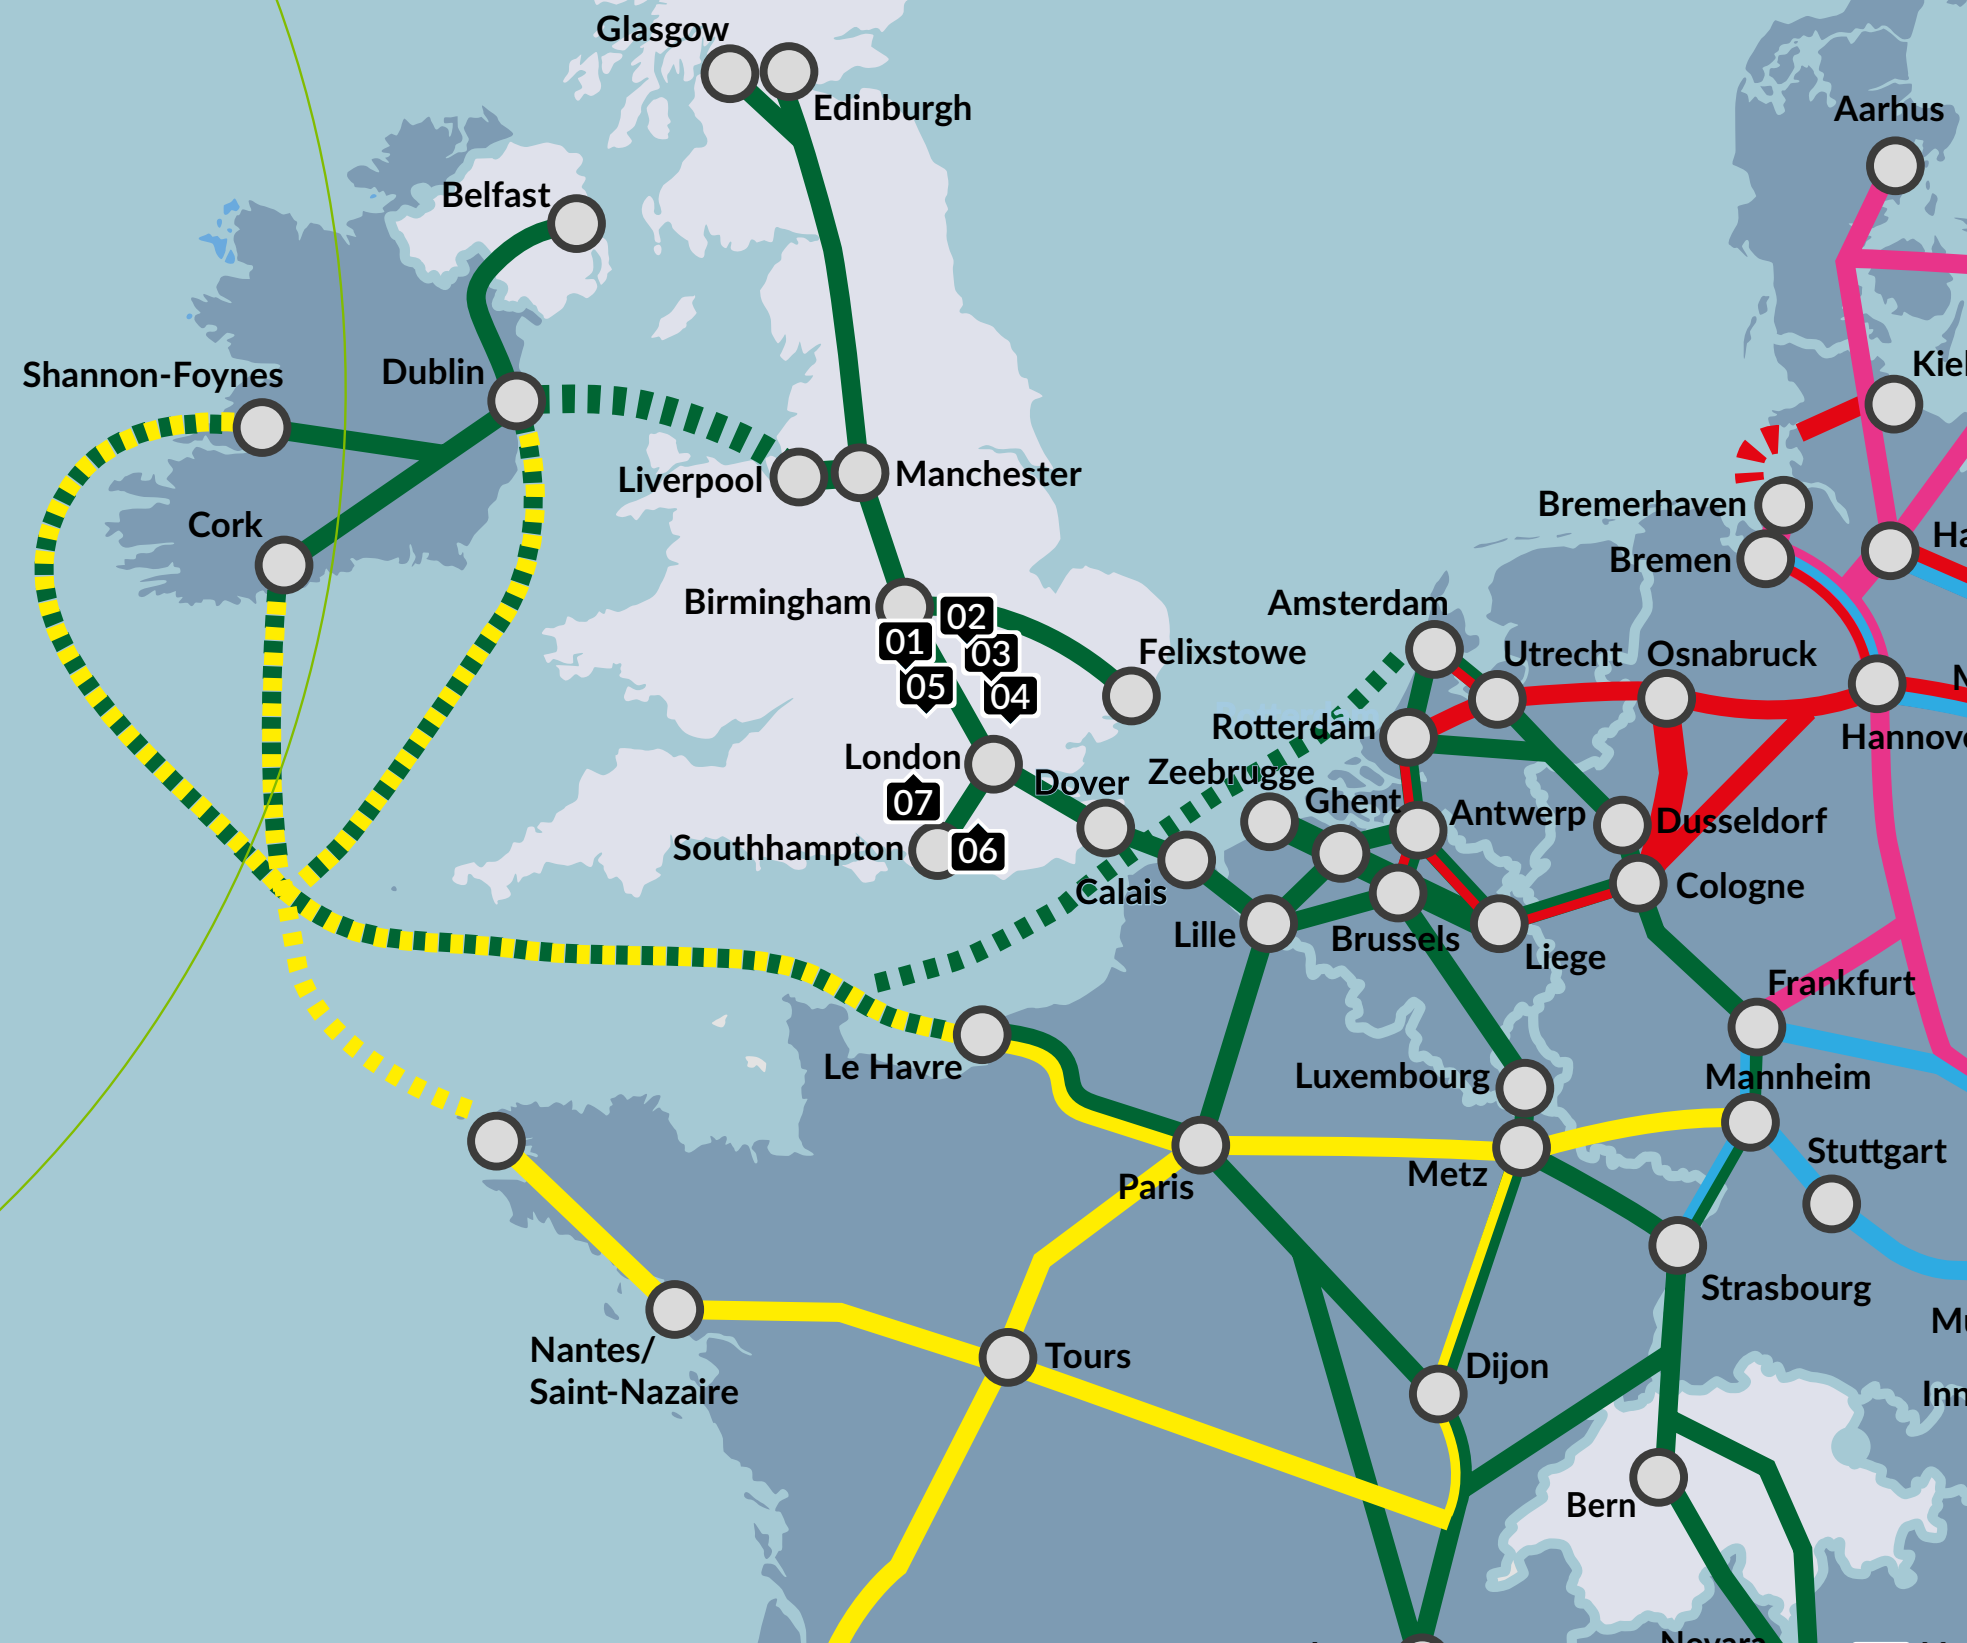 Glasgow
Edinburgh
Aarhus
Belfast
Shannon-Foynes
Dublin
Kiel
Liverpool
Manchester
Bremerhaven
Cork
Bremen
Birmingham
Amsterdam
02
01
03
05
04
Felixstowe
Utrecht
Osnabruck
Rotterdam
Hannove
London
Dover
Zeebrugge
Ghent
07
Antwerp
Dusseldorf
Southhampton
06
Calais
Cologne
Lille
Brussels
Liege
Frankfurt
Le Havre
Luxembourg
Mannheim
Paris
Metz
Stuttgart
Strasbourg
Nantes/
Saint-Nazaire
Tours
Dijon
Inn
Bern